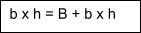 b x h = B + b x h